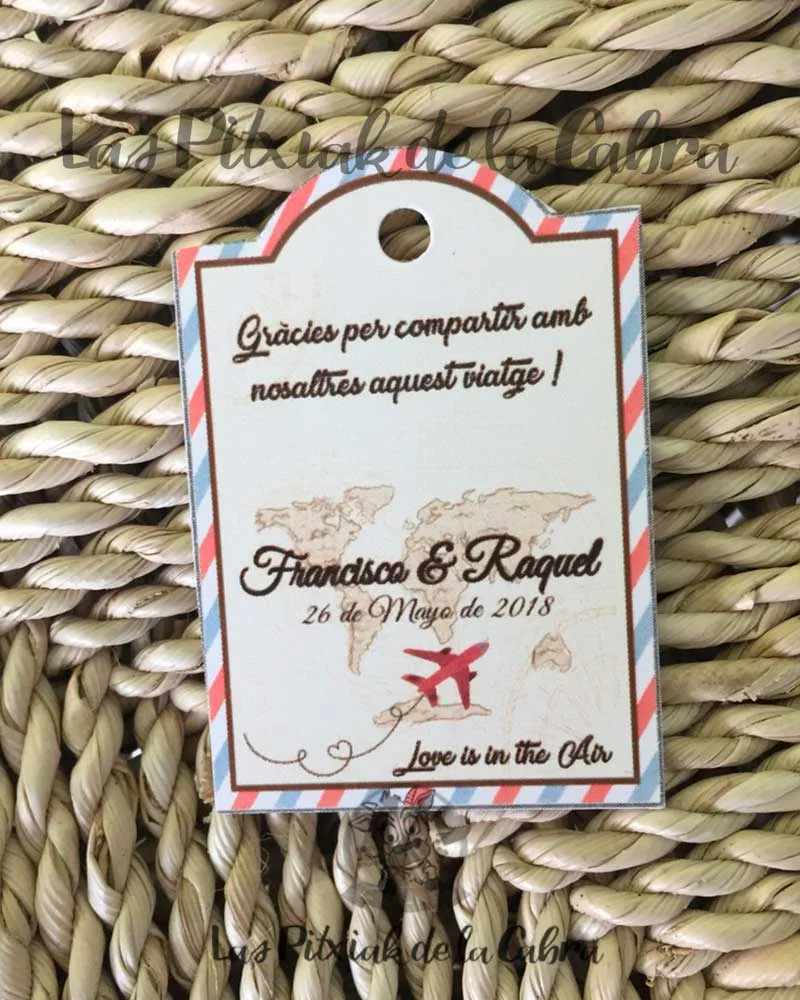 Las Pitxiak de la Cabra
Gràcies per compartir amb
nosaltres aquest viatge !
Francisco & Raquel
26 de Mayo de 2018
Love is in the Air
Las Pitxiak de la Cabra